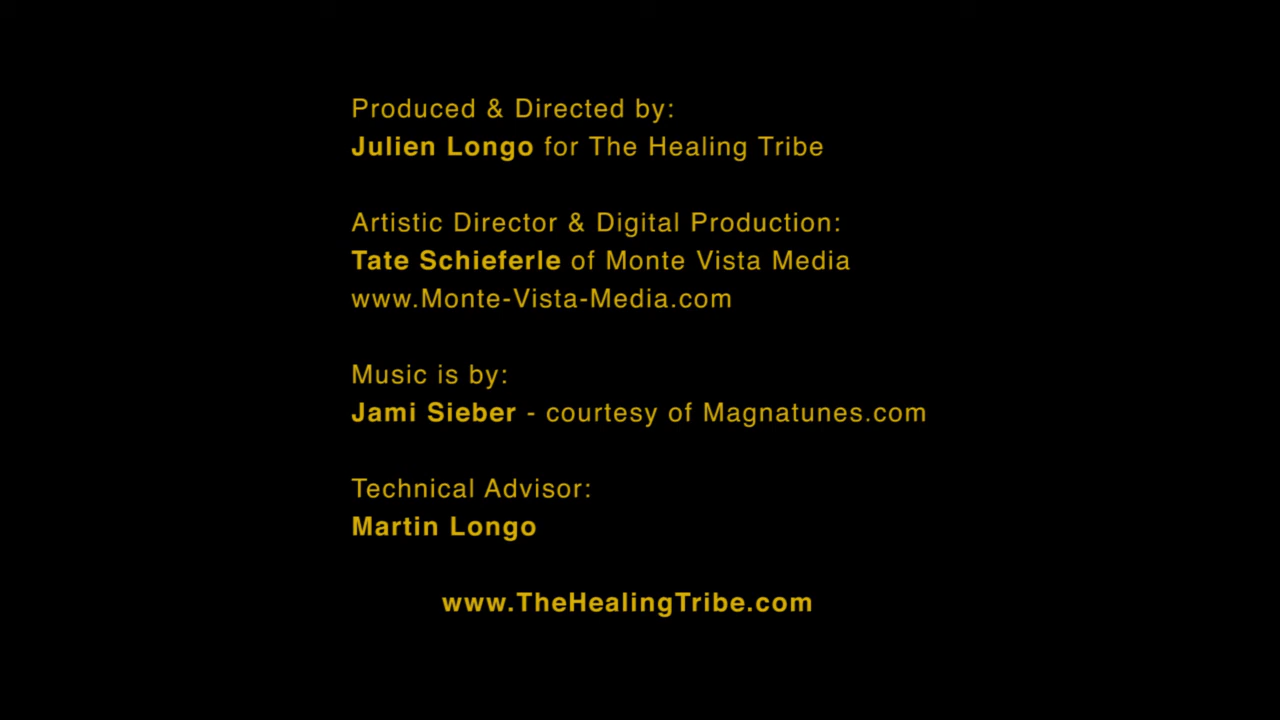 Produced & Directed by:
Julien Longo for The Healing Tribe
Artistic Director & Digital Production:
Tate Schieferle of Monte Vista Media
www.Monte-Vista-Media.com
Music is by:
Jami Sieber - courtesy of Magnatunes.com
Technical Advisor:
Martin Longo
www.TheHealingTribe.com